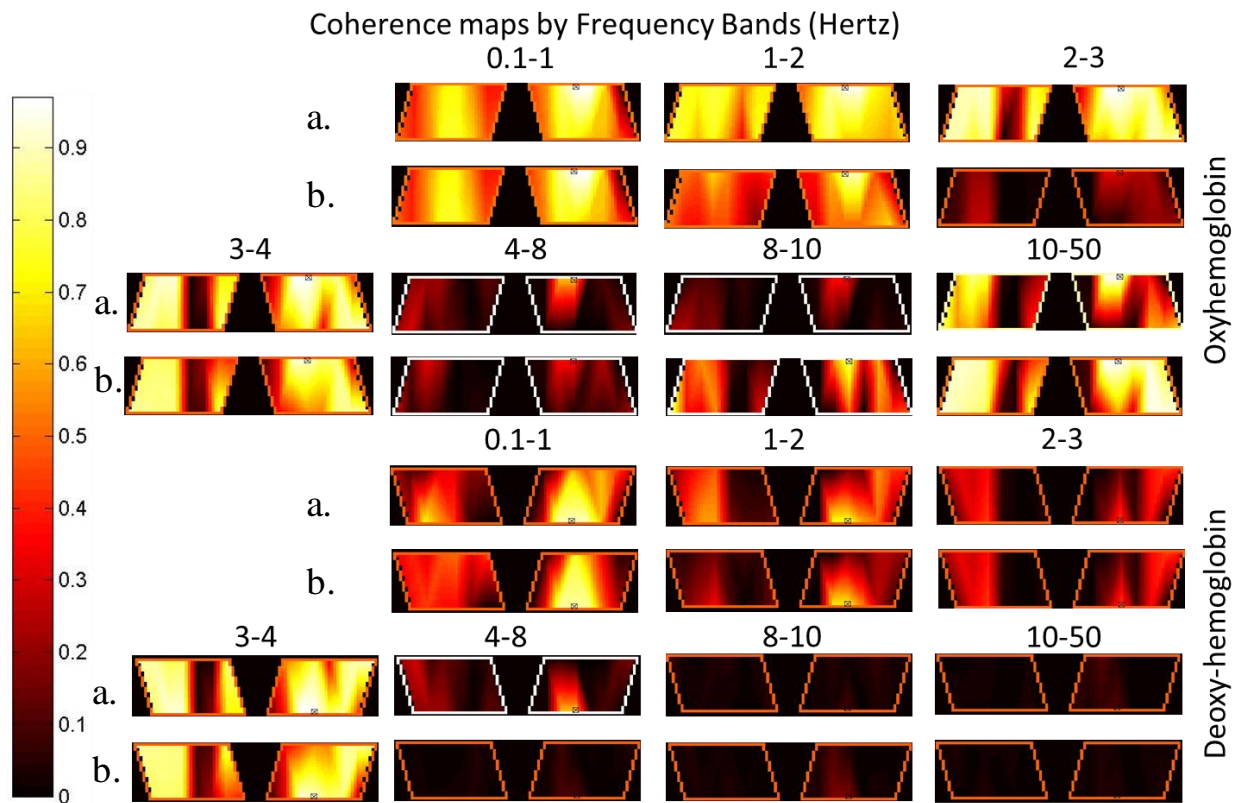 Coherence maps by Frequency Bands (Hertz)
0.1-1 1-2 2-3
a.
b.
3-4 4-8 8-10 10-50
a.
b.
Oxyhemoglobin
0.1-1 1-2 2-3
a.
b.
3-4 4-8 8-10 10-50
a.
b.
Deoxy-hemoglobin
0.9
0.8
0.7
0.6
0.5
0.4
0.3
0.2
0.1
0